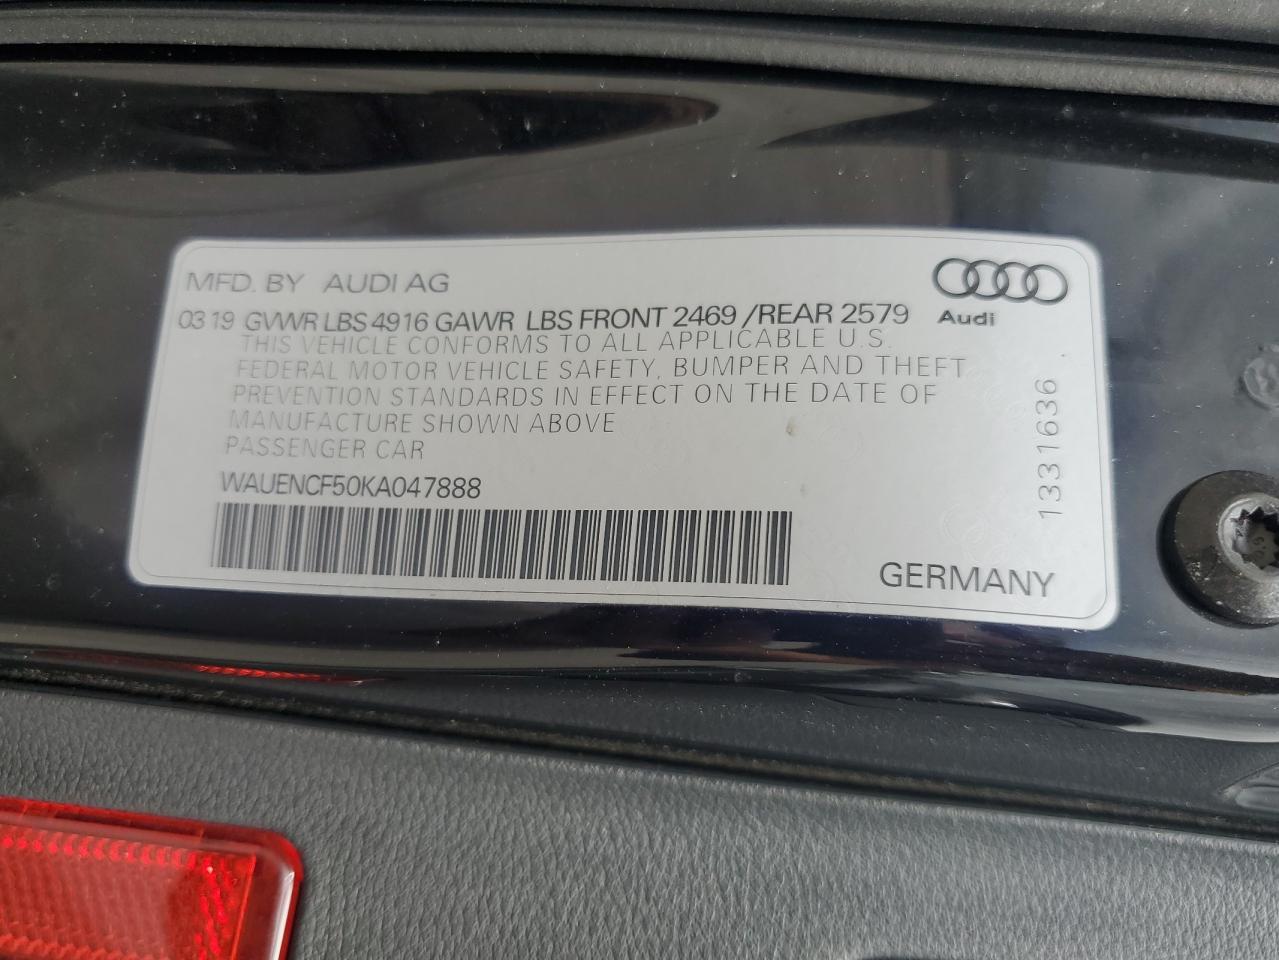 MFD. BY AUDI AG
03 19 GVWR LBS 4916 GAWR LBS FRONT 2469 /REAR 2579
Audi
THIS VEHICLE CONFORMS TO ALL APPLICABLE U.S.
FEDERAL MOTOR VEHICLE SAFETY, BUMPER AND THEFT
PREVENTION STANDARDS IN EFFECT ON THE DATE OF
MANUFACTURE SHOWN ABOVE
PASSENGER CAR
WAUENCF50KA047888
1331636
GERMANY